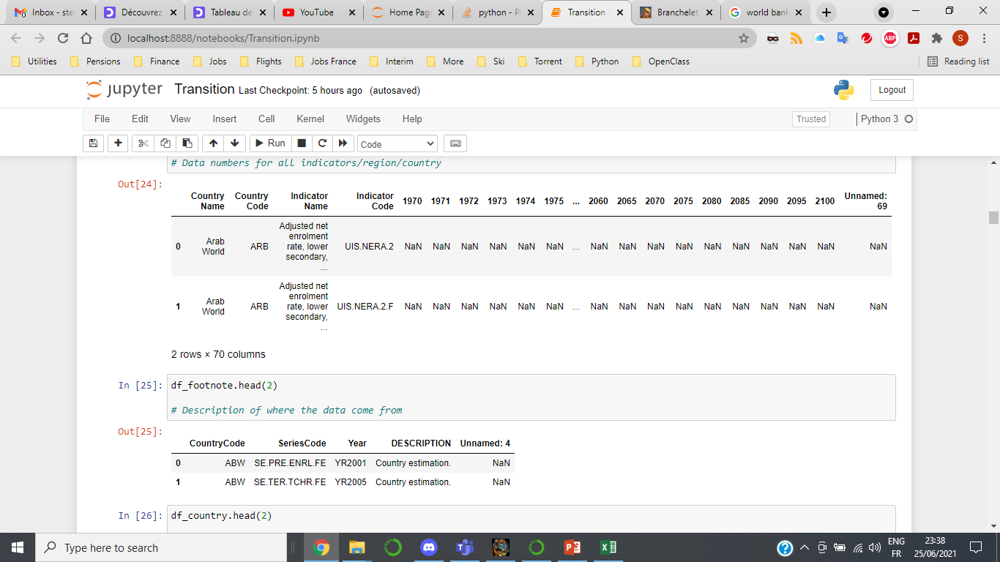 Inbox - ste
Découvrez
Tableau de
YouTube
Home Page
python - P
Transition -
Branchelet
world bank
localhost:8888/notebooks/Transition.ipynb
ABP
S
Utilities
Pensions
Finance
Jobs
Flights
Jobs France
Interim
More
Ski
Torrent
Python
OpenClass
Reading list
jupyter Transition Last Checkpoint: 5 hours ago (autosaved)
Logout
File Edit View Insert Cell Kernel Widgets Help
Trusted
Python 3
Run
Code
# Data numbers for all indicators/region/country
Out[24]:
Country Country Indicator Indicator 1970 1971 1972 1973 1974 1975 ... 2060 2065 2070 2075 2080 2085 2090 2095 2100 Unnamed:
Name Code Name Code 69
Adjusted net
enrolment
0 Arab World ARB rate, lower UIS.NERA.2 NaN NaN NaN NaN NaN NaN ... NaN NaN NaN NaN NaN NaN NaN NaN NaN NaN
secondary,
...
Adjusted net
enrolment
1 Arab World ARB rate, lower UIS.NERA.2.F NaN NaN NaN NaN NaN NaN ... NaN NaN NaN NaN NaN NaN NaN NaN NaN NaN
secondary,
...
2 rows × 70 columns
In [25]: df_footnote.head(2)
# Description of where the data come from
Out[25]:
CountryCode SeriesCode Year DESCRIPTION Unnamed: 4
0 ABW SE.PRE.ENRL.FE YR2001 Country estimation. NaN
1 ABW SE.TER.TCHR.FE YR2005 Country estimation. NaN
In [26]: df_country.head(2)
Type here to search
ENG
FR
23:38
25/06/2021